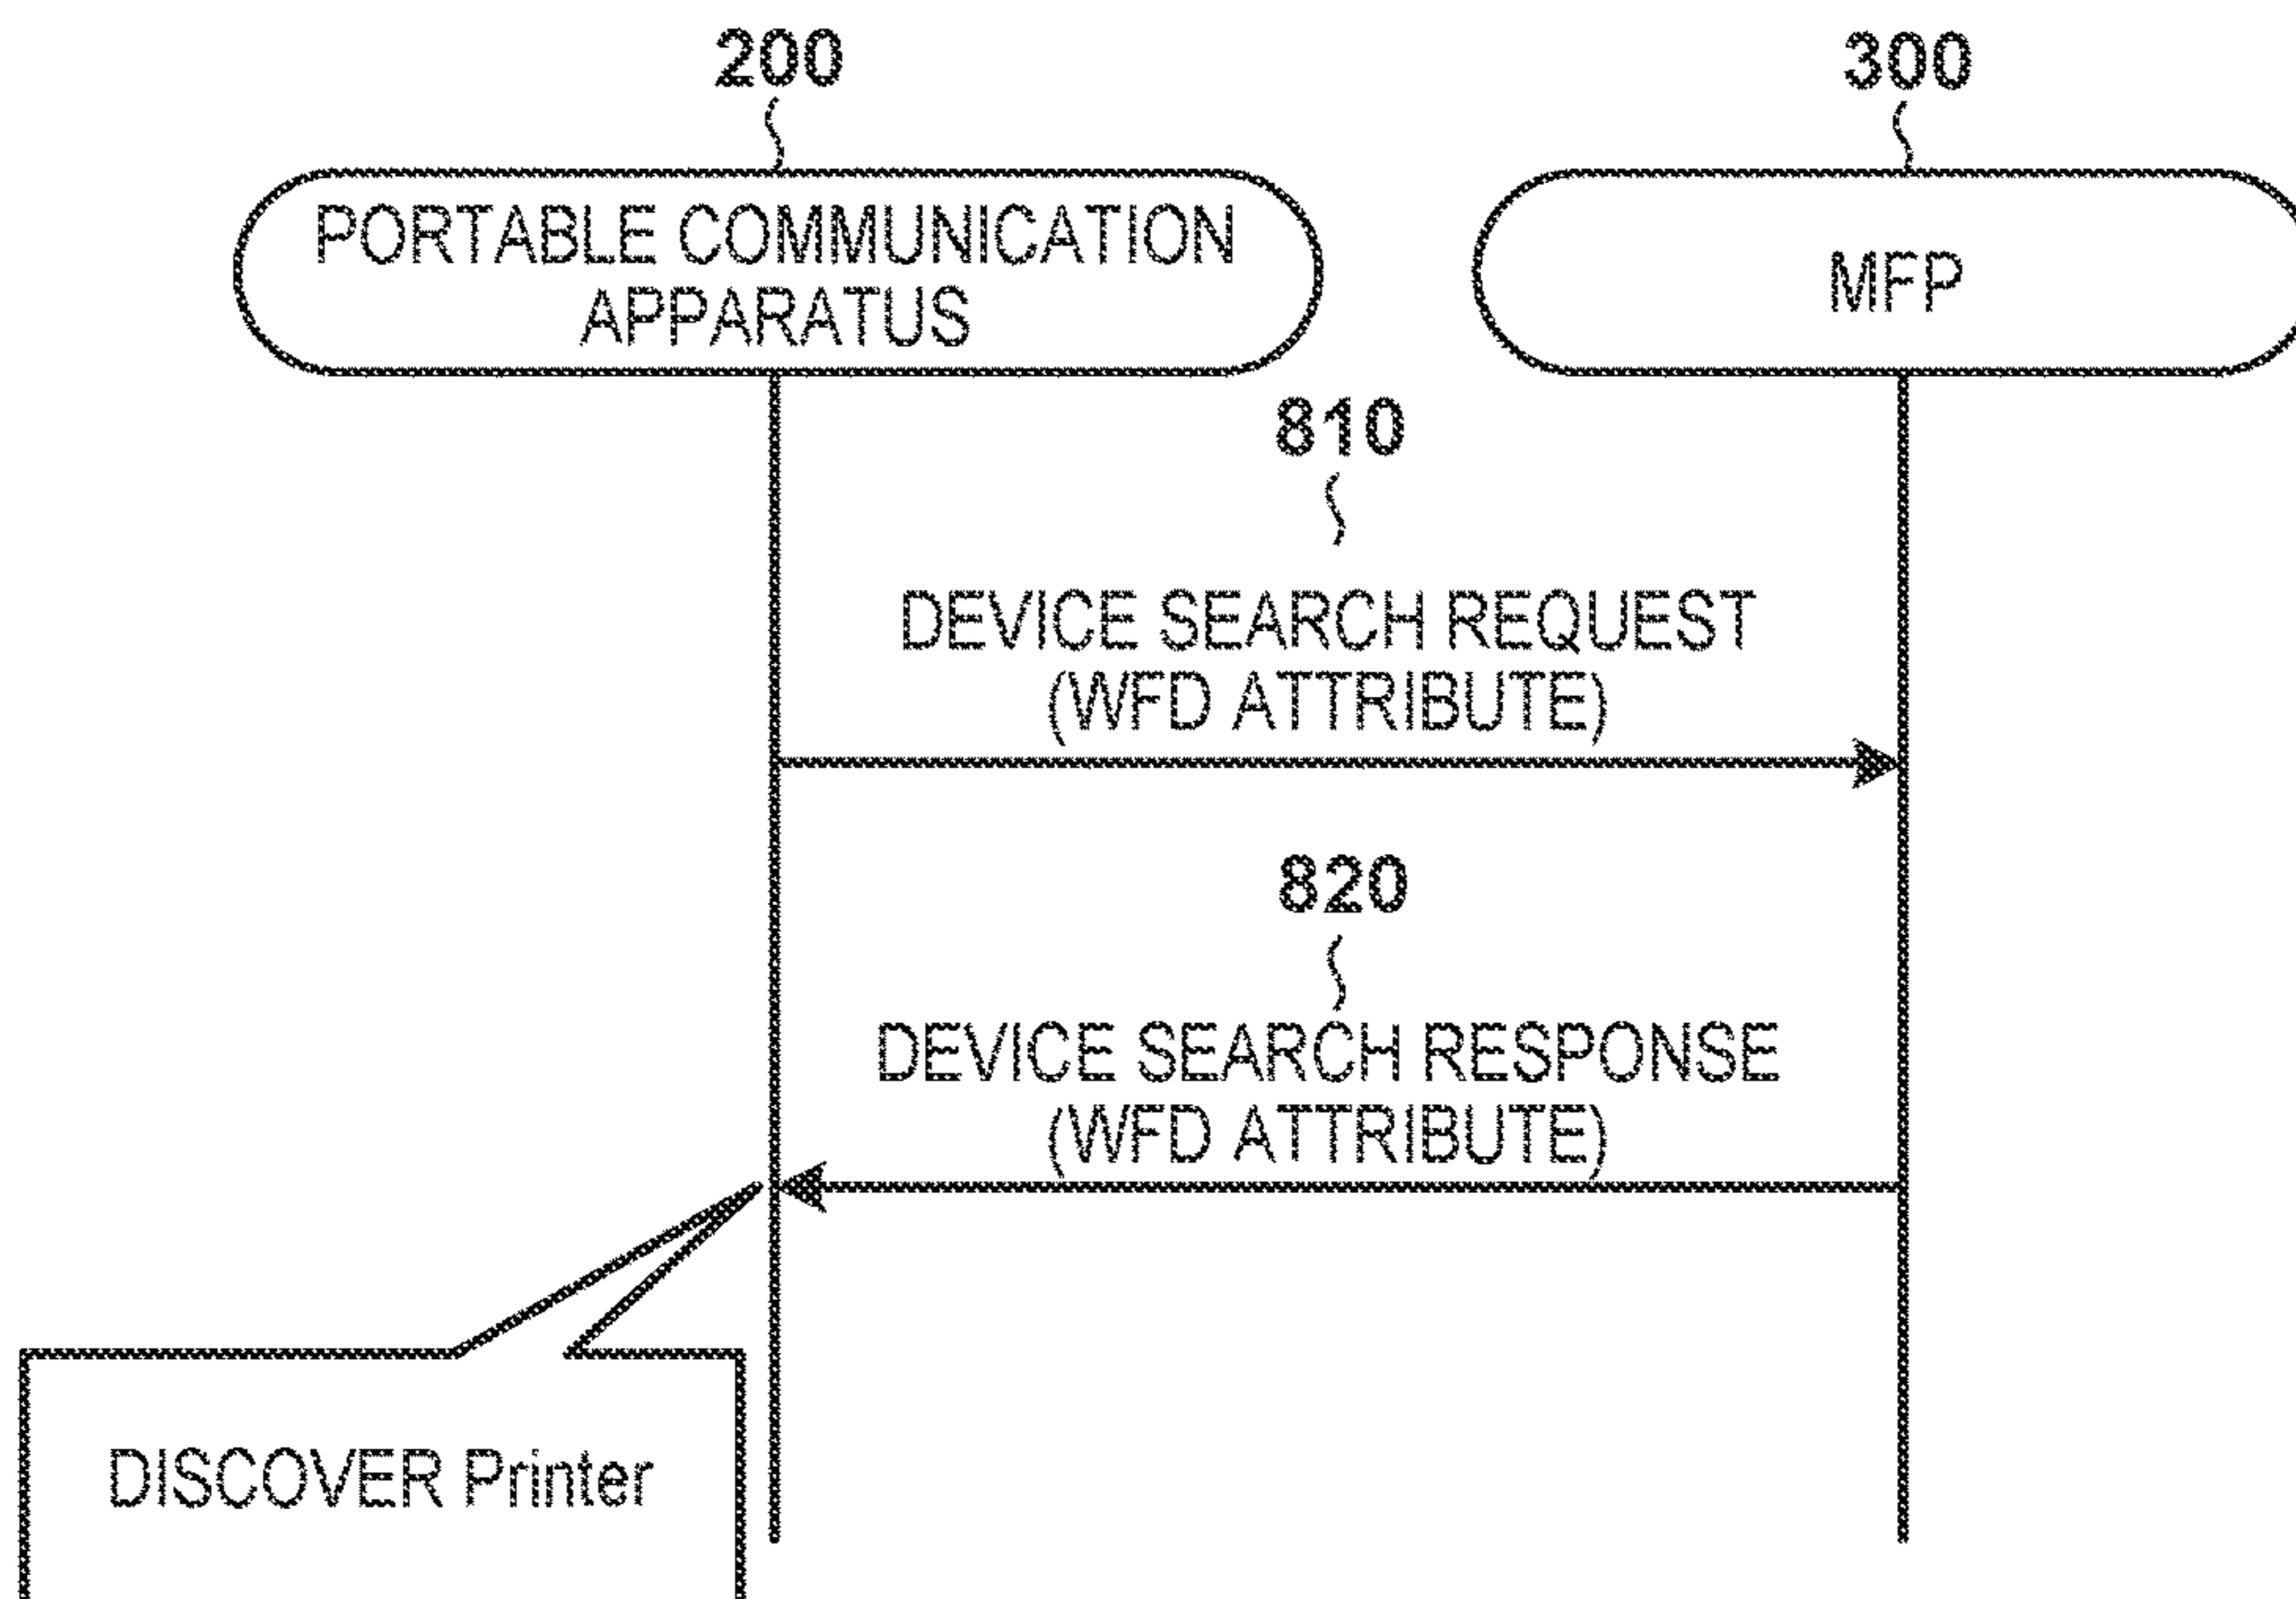 200
300
PORTABLE COMMUNICATION
APPARATUS
MFP
810
DEVICE SEARCH REQUEST
(WFD ATTRIBUTE)
820
DEVICE SEARCH RESPONSE
(WFD ATTRIBUTE)
DISCOVER Printer